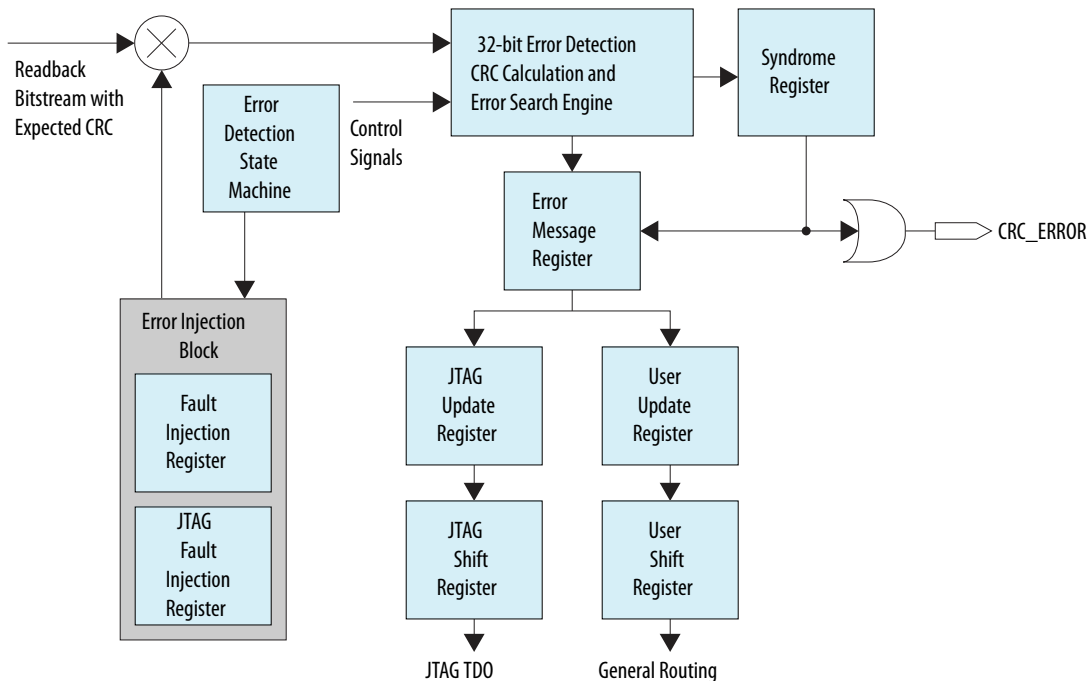 Readback
Bitstream with
Expected CRC
Error
Detection
State
Machine
Control
Signals
32-bit Error Detection
CRC Calculation and
Error Search Engine
Syndrome
Register
Error
Message
Register
CRC_ERROR
Error Injection
Block
Fault
Injection
Register
JTAG
Fault
Injection
Register
JTAG
Update
Register
User
Update
Register
JTAG
Shift
Register
User
Shift
Register
JTAG TDO
General Routing